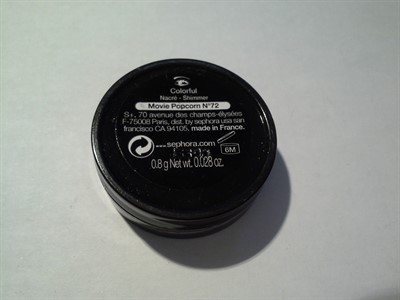 Colorful
Nacré - Shimmer
Movie Popcorn N°72
S+, 70 avenue des champs-élysées
F-75008 Paris, dist. by sephora usa san
francisco CA 94105. made in France.
www.sephora.com
6M
0.8 g Net wt. 0.028 oz.